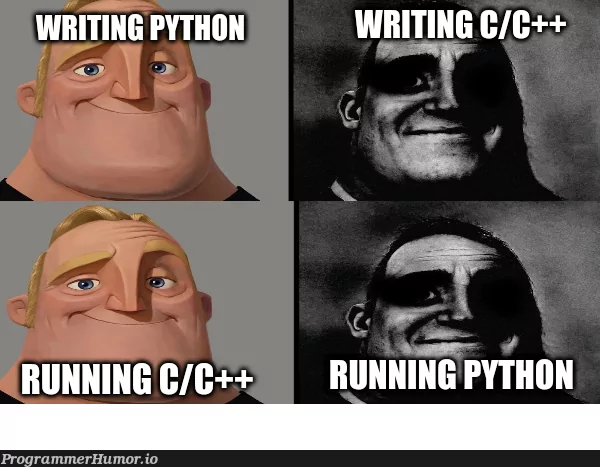 WRITING PYTHON
WRITING C/C++
RUNNING C/C++
RUNNING PYTHON
ProgrammerHumor.io